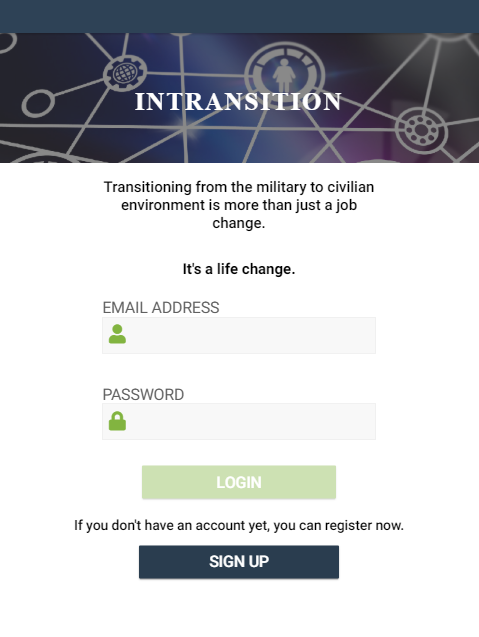 INTRANSITION
Transitioning from the military to civilian
environment is more than just a job
change.
It's a life change.
EMAIL ADDRESS
PASSWORD
LOGIN
If you don't have an account yet, you can register now.
SIGN UP